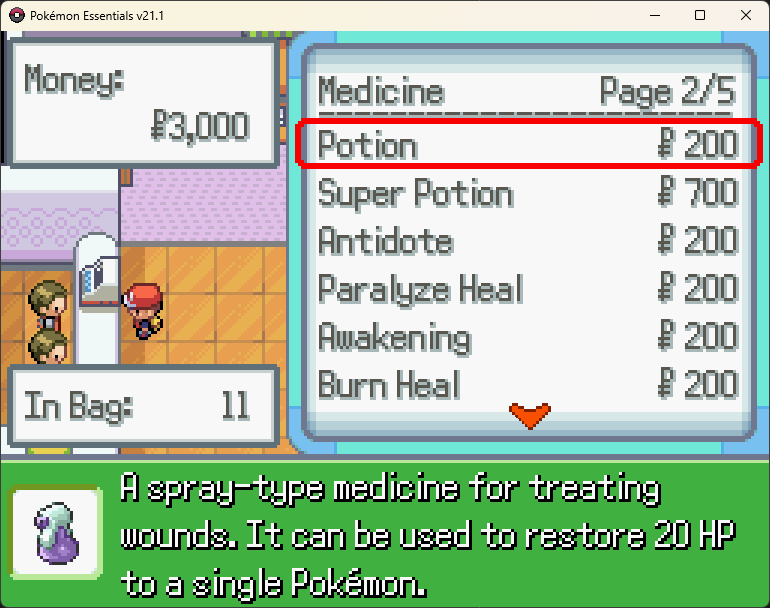 Pokémon Essentials v21.1
Money:
₽3,000
Medicine Page 2/5
Potion ₽ 200
Super Potion ₽ 700
Antidote ₽ 200
Paralyze Heal ₽ 200
Awakening ₽ 200
Burn Heal ₽ 200
In Bag: 11
A spray-type medicine for treating
wounds. It can be used to restore 20 HP
to a single Pokémon.